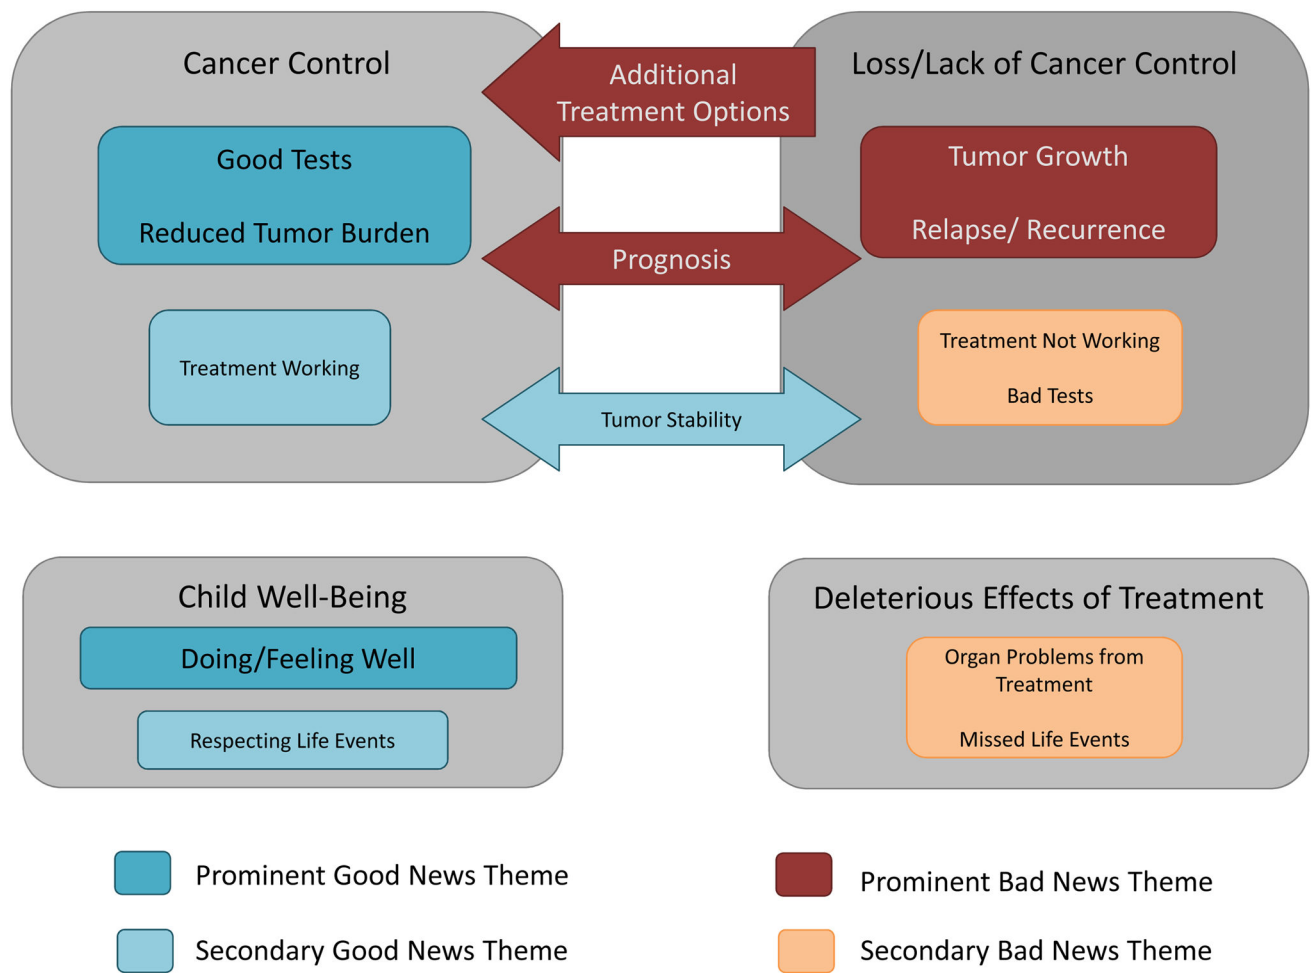 Cancer Control
Good Tests
Reduced Tumor Burden
Treatment Working
Additional
Treatment Options
Prognosis
Tumor Stability
Loss/Lack of Cancer Control
Tumor Growth
Relapse/ Recurrence
Treatment Not Working
Bad Tests
Child Well-Being
Doing/Feeling Well
Respecting Life Events
Deleterious Effects of Treatment
Organ Problems from
Treatment
Missed Life Events
Prominent Good News Theme
Secondary Good News Theme
Prominent Bad News Theme
Secondary Bad News Theme